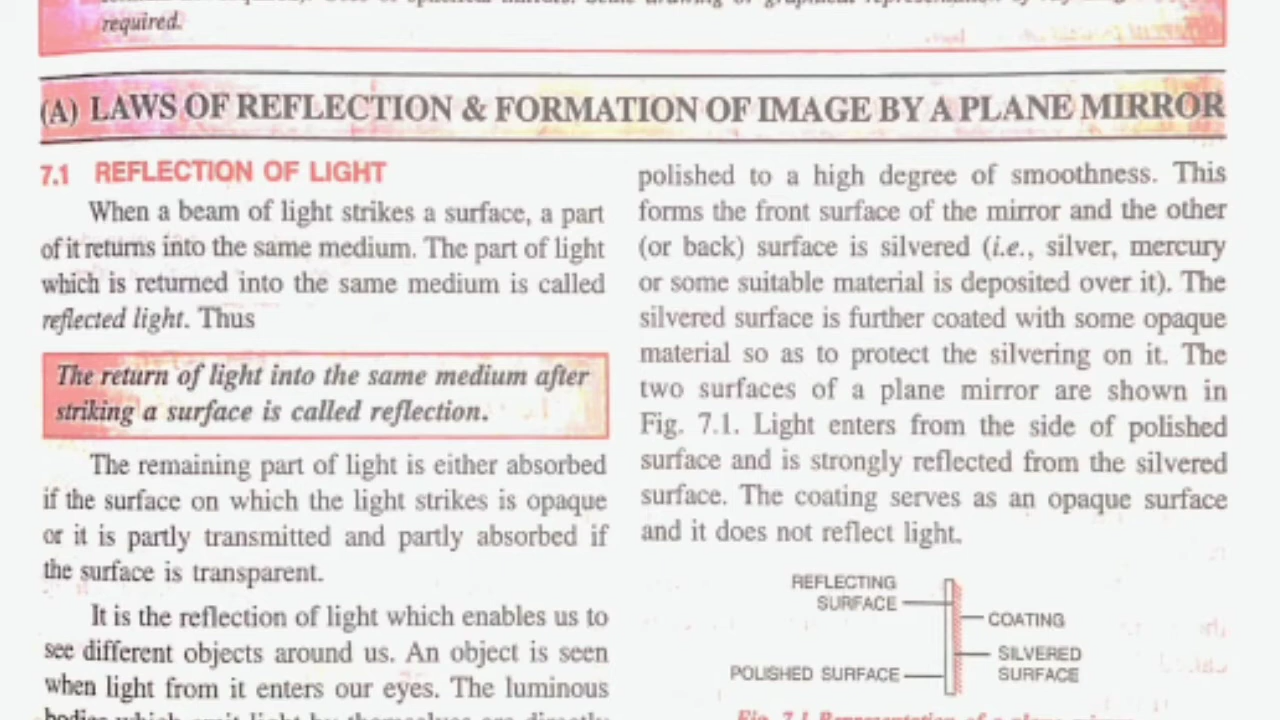 required.
(A) LAWS OF REFLECTION & FORMATION OF IMAGE BY A PLANE MIRROR
7.1 REFLECTION OF LIGHT
When a beam of light strikes a surface, a part
of it returns into the same medium. The part of light
which is returned into the same medium is called
reflected light. Thus
The return of light into the same medium after
striking a surface is called reflection.
The remaining part of light is either absorbed
if the surface on which the light strikes is opaque
or it is partly transmitted and partly absorbed if
the surface is transparent.
It is the reflection of light which enables us to
see different objects around us. An object is seen
when light from it enters our eyes. The luminous
polished to a high degree of smoothness. This
forms the front surface of the mirror and the other
(or back) surface is silvered (i.e., silver, mercury
or some suitable material is deposited over it). The
silvered surface is further coated with some opaque
material so as to protect the silvering on it. The
two surfaces of a plane mirror are shown in
Fig. 7.1. Light enters from the side of polished
surface and is strongly reflected from the silvered
surface. The coating serves as an opaque surface
and it does not reflect light.
REFLECTING
SURFACE
COATING
SILVERED
SURFACE
POLISHED SURFACE
Fig. 7.1 Representation of a plane